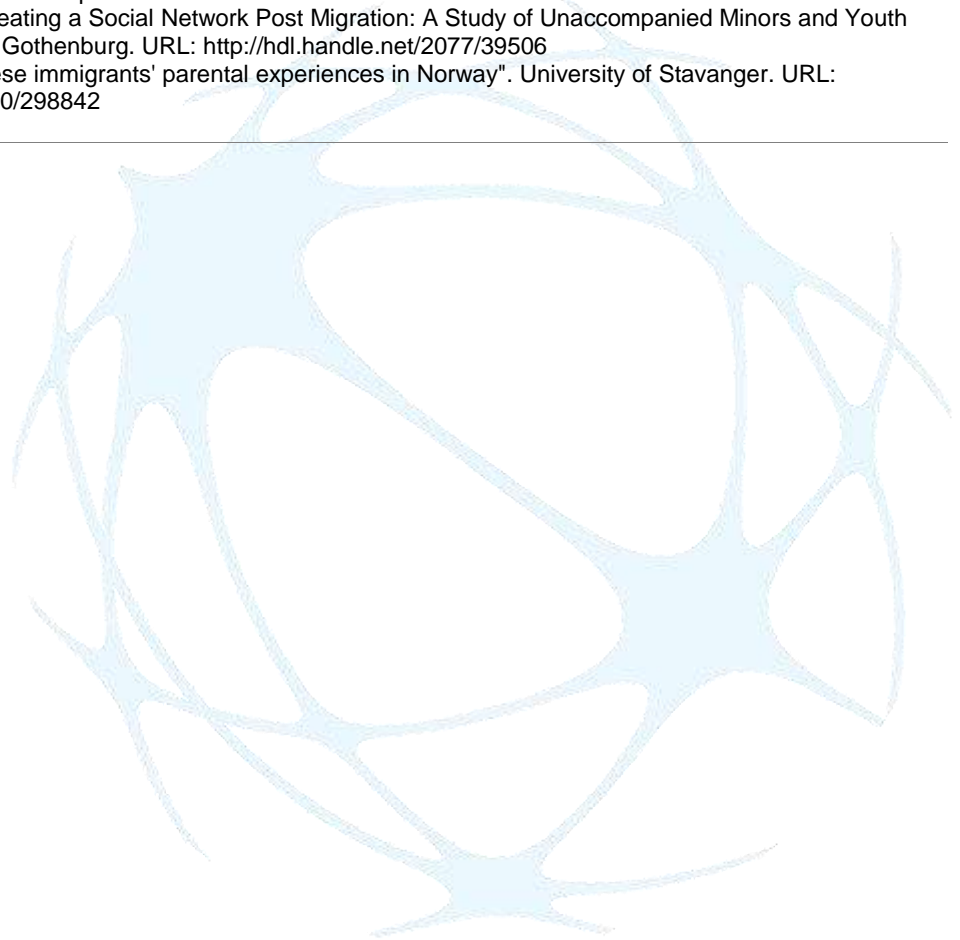 eating a Social Network Post Migration: A Study of Unaccompanied Minors and Youth
Gothenburg. URL: http://hdl.handle.net/2077/39506
ese immigrants' parental experiences in Norway". University of Stavanger. URL:
0/298842